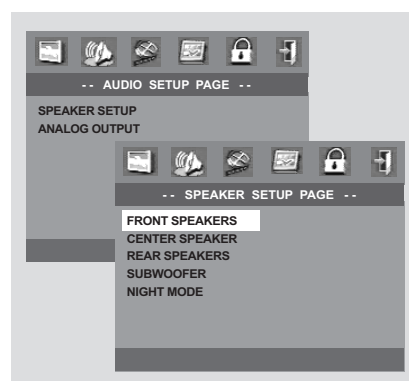 -- AUDIO SETUP PAGE --
SPEAKER SETUP
ANALOG OUTPUT
-- SPEAKER SETUP PAGE --
FRONT SPEAKERS
CENTER SPEAKER
REAR SPEAKERS
SUBWOOFER
NIGHT MODE